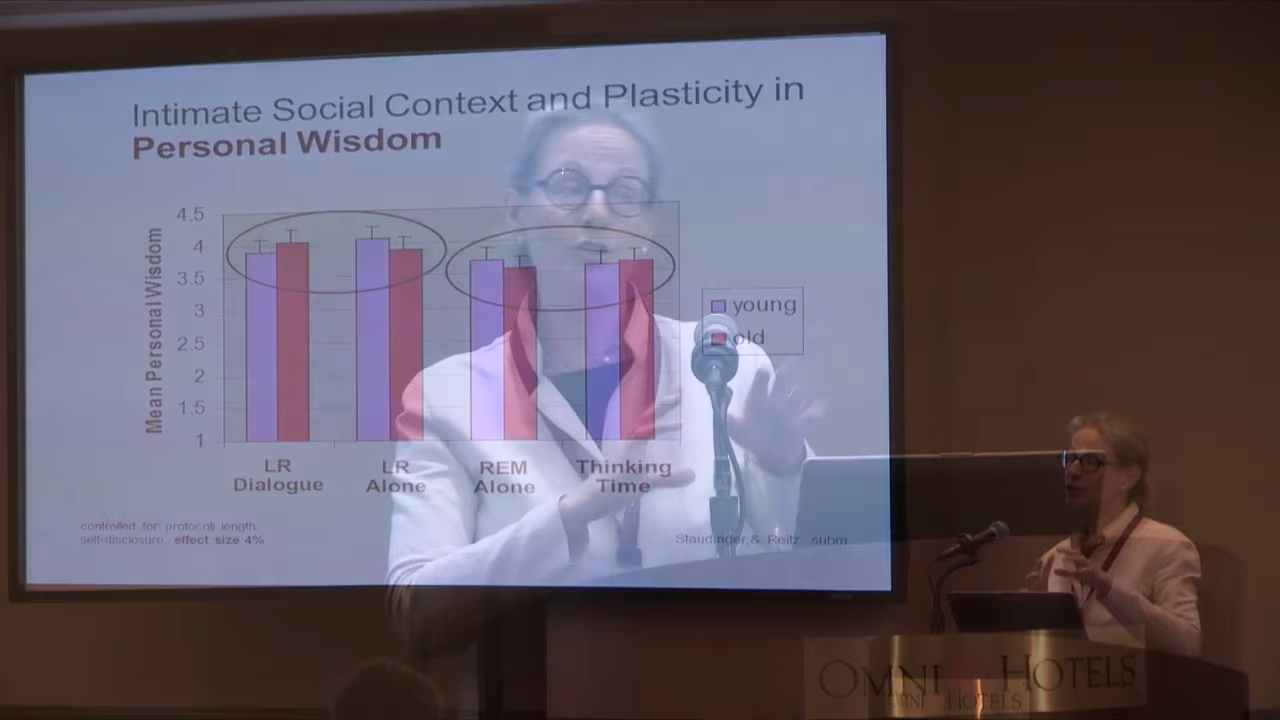 Intimate Social Context and Plasticity in
Personal Wisdom
Mean Personal Wisdom
4.5
4
3.5
3
2.5
2
1.5
1
LR
Dialogue
LR
Alone
REM
Alone
Thinking
Time
young
old
controlled for protocoll length,
self-disclosure, effect size 4%
Staudinger,& Reitz, subm
OMNI HOTELS
OMNI HOTELS